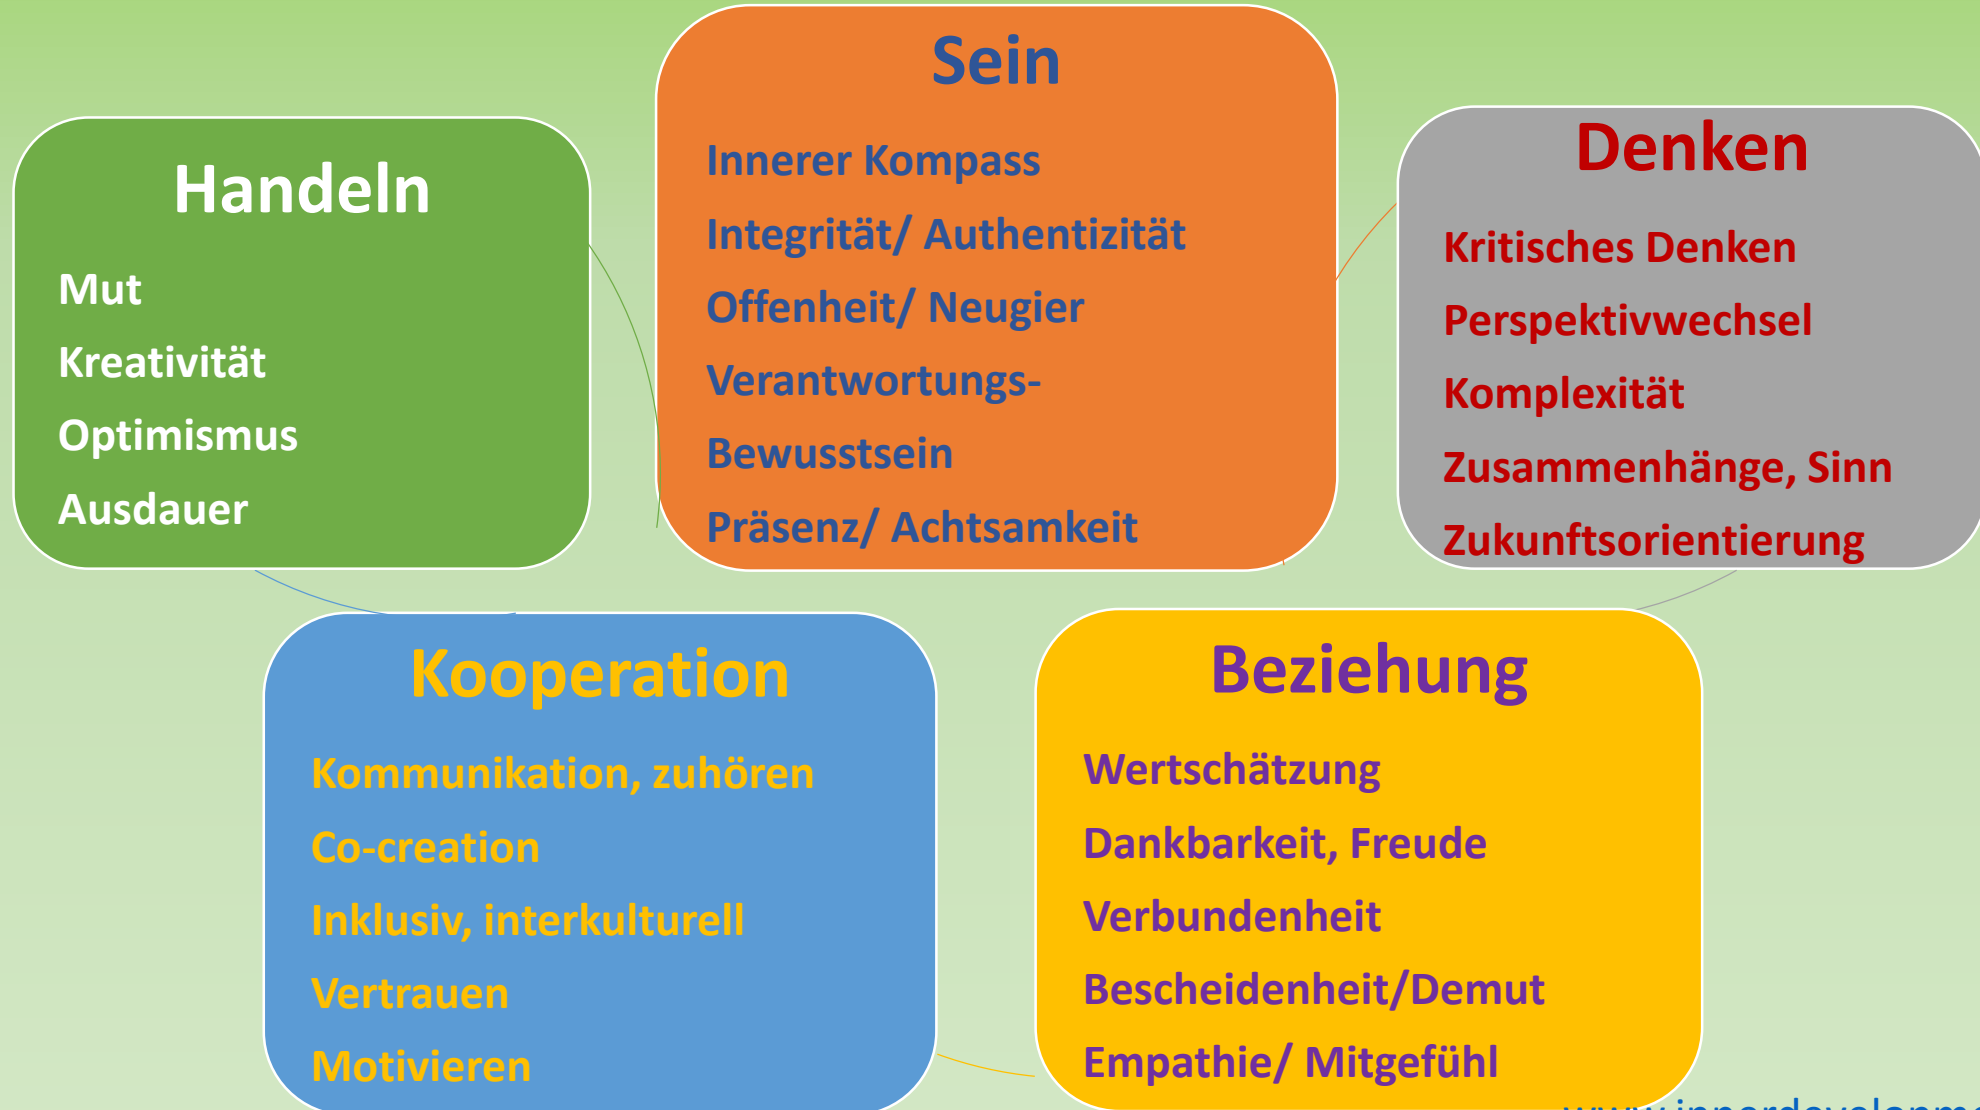 Sein
Innerer Kompass
Integrität/ Authentizität
Offenheit/ Neugier
Verantwortungs-
Bewusstsein
Präsenz/ Achtsamkeit
Denken
Kritisches Denken
Perspektivwechsel
Komplexität
Zusammenhänge, Sinn
Zukunftsorientierung
Beziehung
Wertschätzung
Dankbarkeit, Freude
Verbundenheit
Bescheidenheit/Demut
Empathie/ Mitgefühl
Kooperation
Kommunikation, zuhören
Co-creation
Inklusiv, interkulturell
Vertrauen
Motivieren
Handeln
Mut
Kreativität
Optimismus
Ausdauer